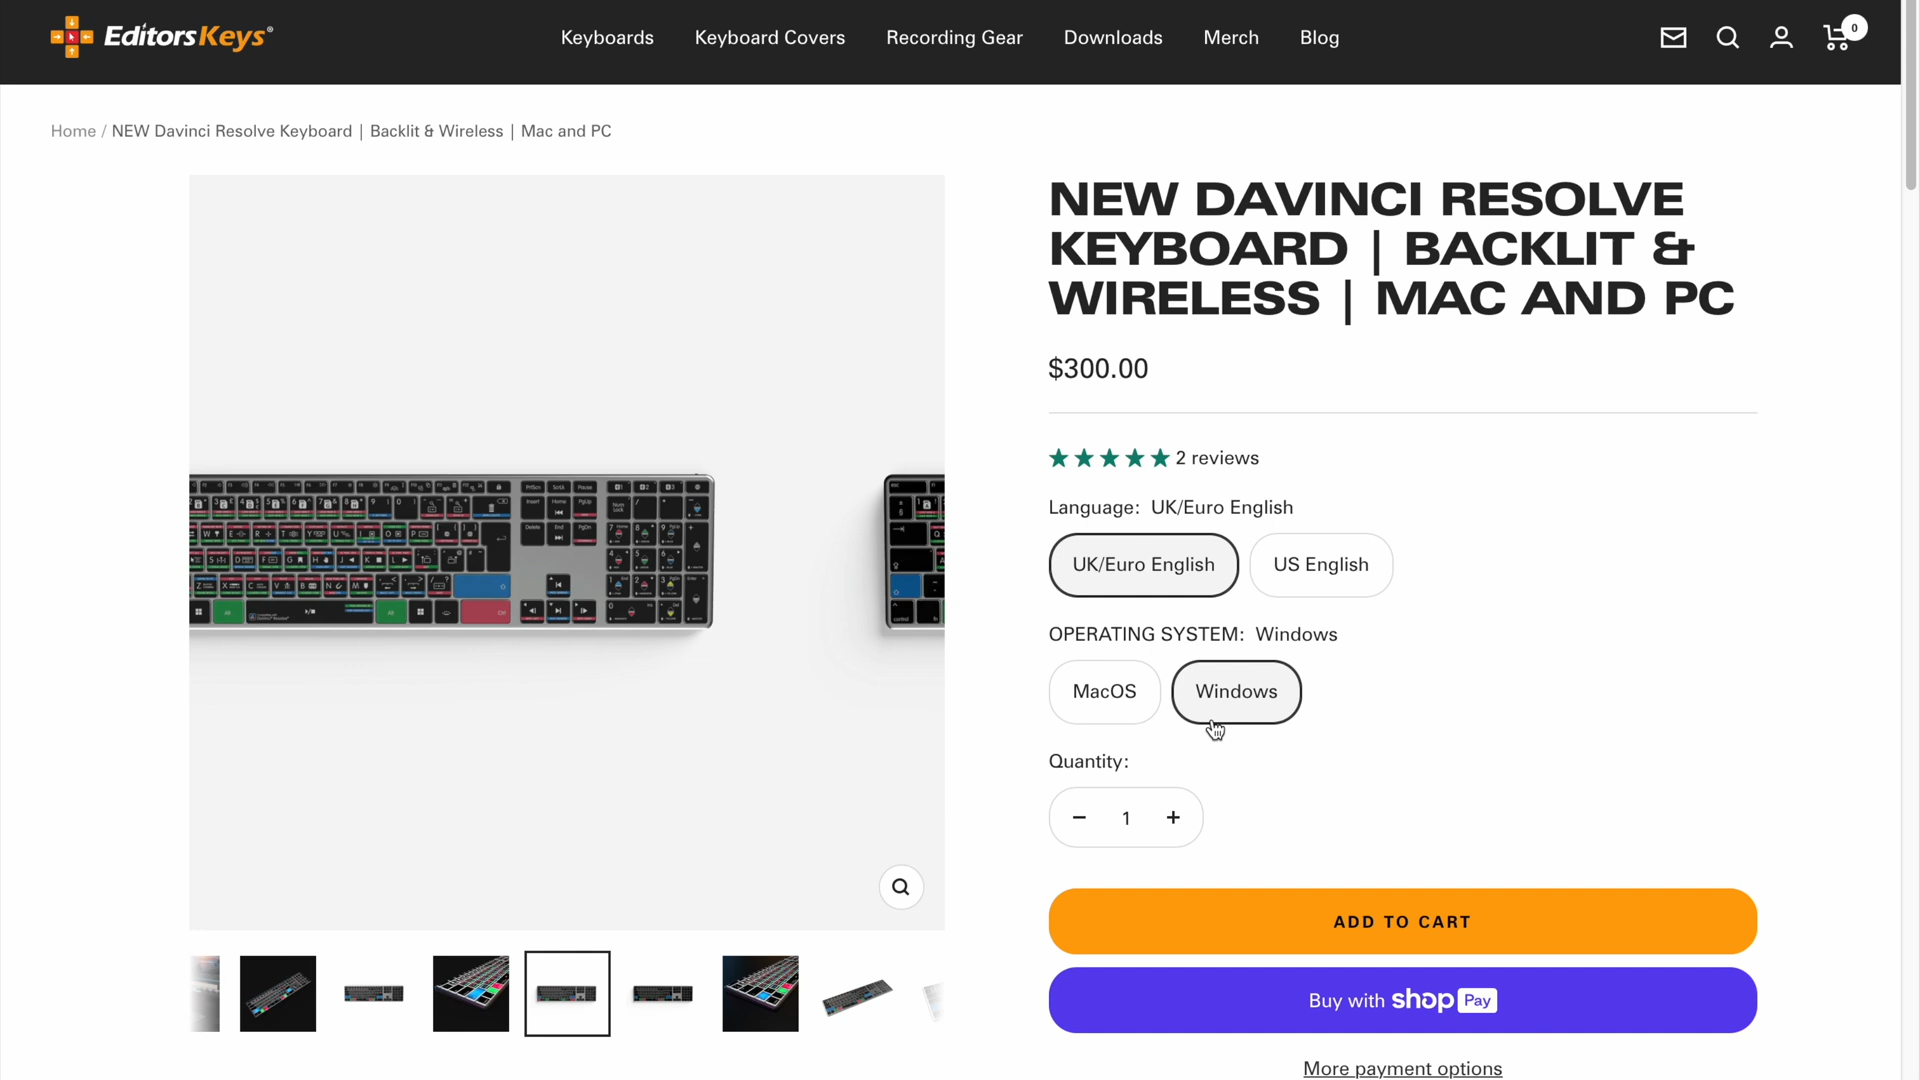 EditorsKeys®
Keyboards
Keyboard Covers
Recording Gear
Downloads
Merch
Blog
0
Home / NEW Davinci Resolve Keyboard | Backlit & Wireless | Mac and PC
NEW DAVINCI RESOLVE
KEYBOARD | BACKLIT &
WIRELESS | MAC AND PC
$300.00
2 reviews
Language: UK/Euro English
UK/Euro English
US English
OPERATING SYSTEM: Windows
MacOS
Windows
Quantity:
− 1 +
ADD TO CART
Buy with shop Pay
More payment options